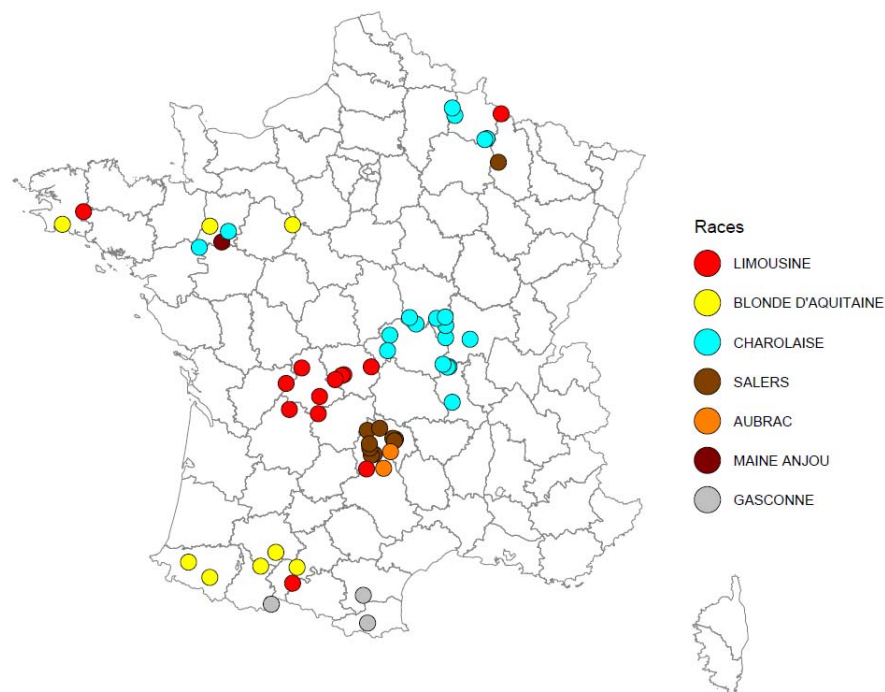 Races
LIMOUSINE
BLONDE D'AQUITAINE
CHAROLAISE
SALERS
AUBRAC
MAINE ANJOU
GASCONNE